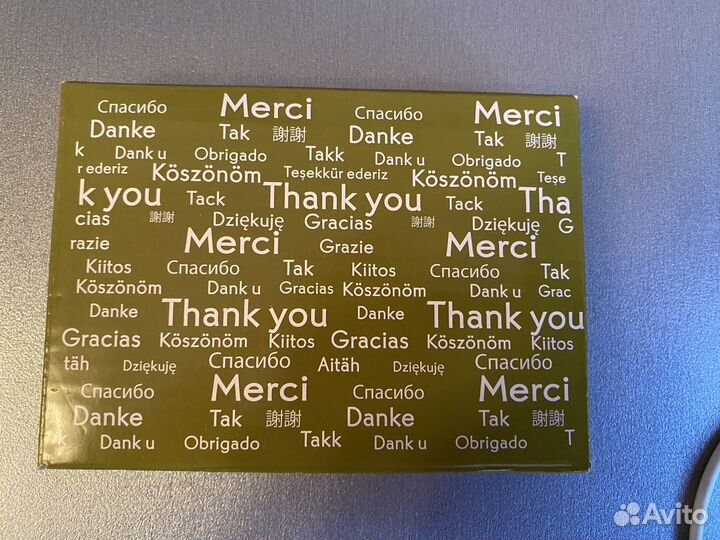 Спасибо Merci Спасибо Merci
Danke Tak 謝謝 Danke Tak 謝謝
k Dank u Obrigado Takk Dank u Obrigado T
r ederiz Köszönöm Teşekkür ederiz Köszönöm Teşe
k you Tack Thank you Tack Tha
cias 謝謝 Dziękuję Gracias 謝謝 Dziękuję G
razie Merci Grazie Merci
Kiitos Спасибо Tak Kiitos Спасибо Tak
Köszönöm Dank u Gracias Köszönöm Dank u Grac
Danke Thank you Danke Thank you
Gracias Köszönöm Kiitos Gracias Köszönöm Kiitos
täh Dziękuję Спасибо Aitäh Dziękuję Спасибо
Спасибо Merci Спасибо Merci
Danke Tak 謝謝 Danke Tak 謝謝
k Dank u Obrigado Takk Dank u Obrigado T
Avito